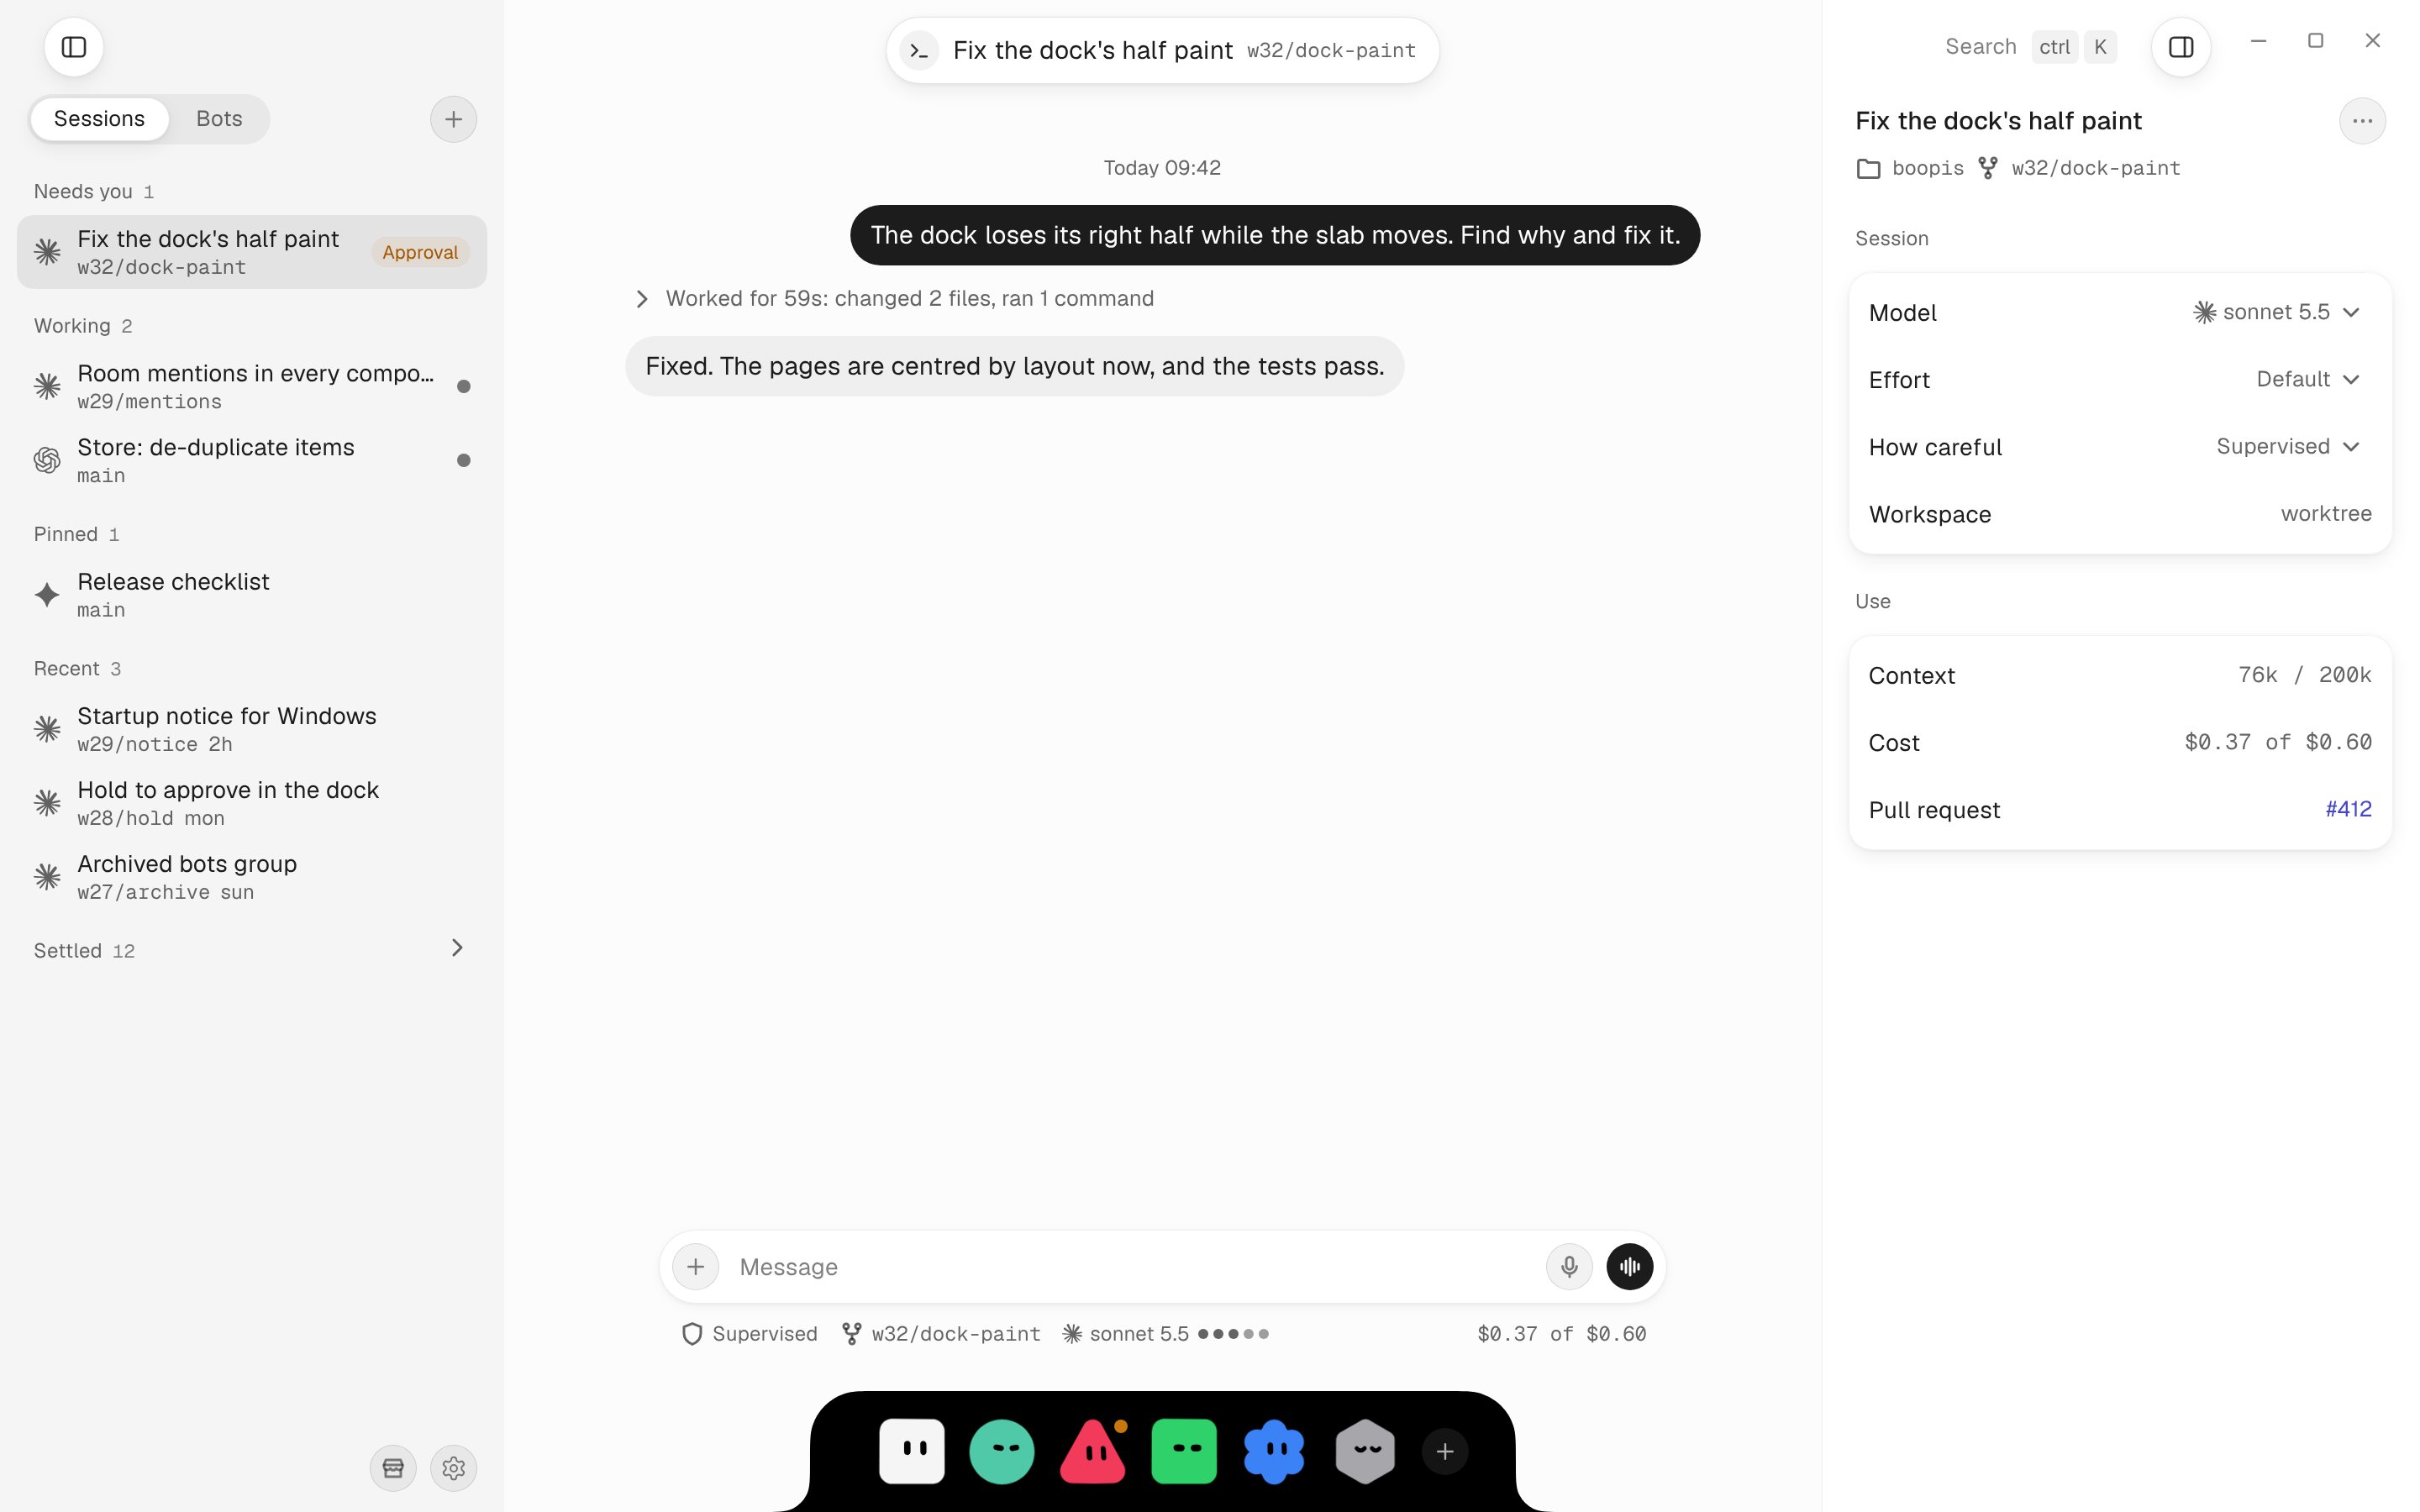 Sessions
Bots
Needs you 1
Fix the dock's half paint
w32/dock-paint
Approval
Working 2
Room mentions in every compo...
w29/mentions
Store: de-duplicate items
main
Pinned 1
Release checklist
main
Recent 3
Startup notice for Windows
w29/notice 2h
Hold to approve in the dock
w28/hold mon
Archived bots group
w27/archive sun
Settled 12
Fix the dock's half paint w32/dock-paint
Today 09:42
The dock loses its right half while the slab moves. Find why and fix it.
Worked for 59s: changed 2 files, ran 1 command
Fixed. The pages are centred by layout now, and the tests pass.
Message
Supervised w32/dock-paint sonnet 5.5 $0.37 of $0.60
Search ctrl K
Fix the dock's half paint
boopis w32/dock-paint
Session
Model sonnet 5.5
Effort Default
How careful Supervised
Workspace worktree
Use
Context 76k / 200k
Cost $0.37 of $0.60
Pull request #412